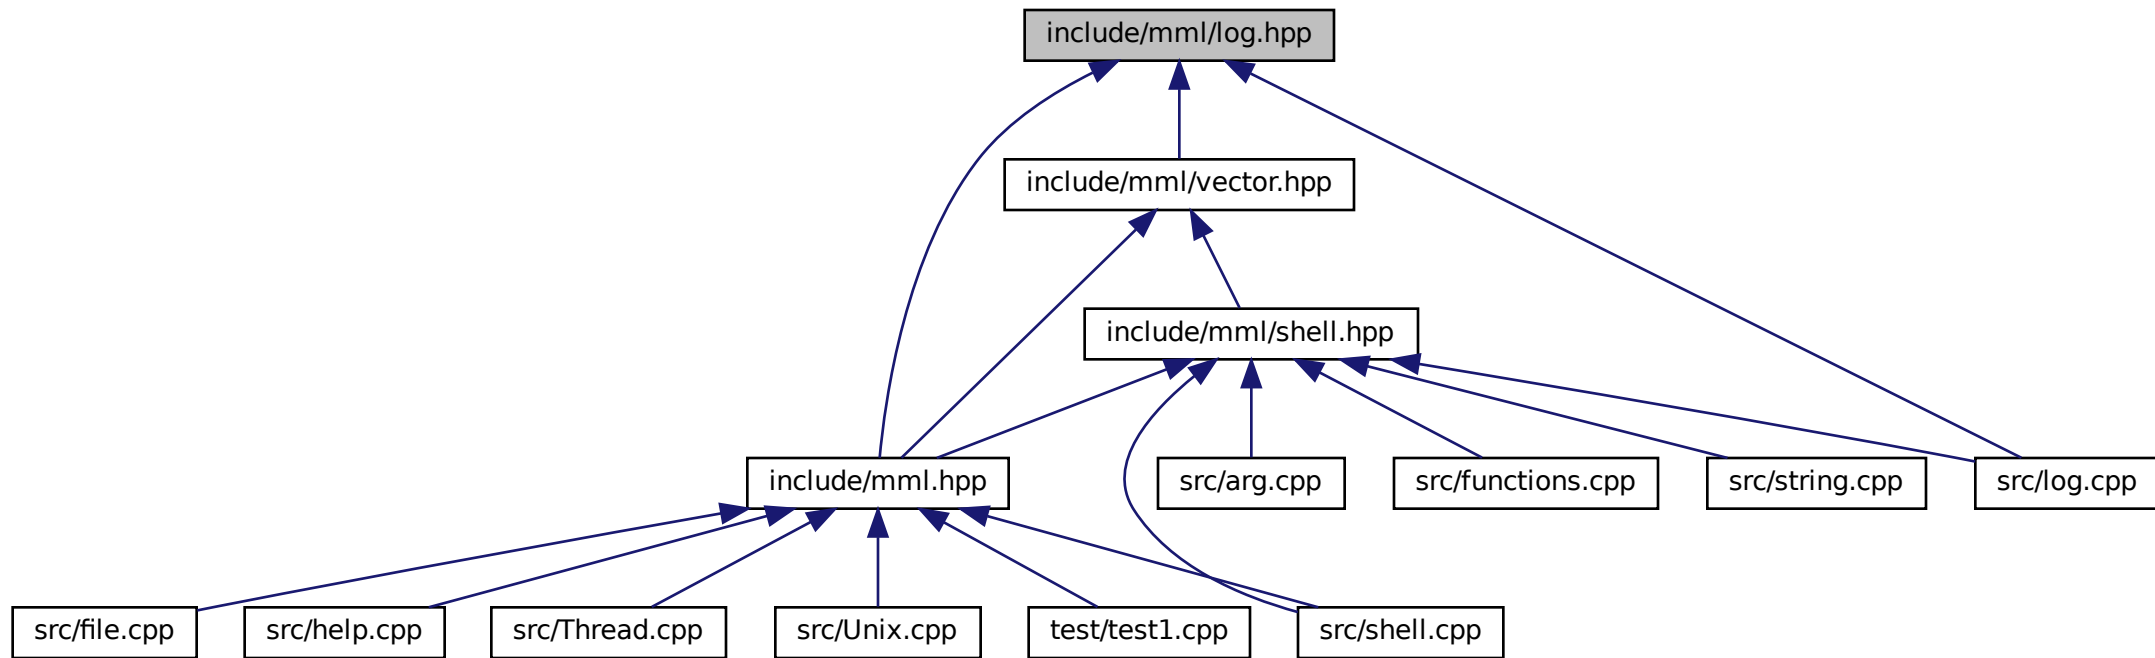 include/mml/log.hpp
include/mml/vector.hpp
include/mml/shell.hpp
include/mml.hpp
src/arg.cpp
src/functions.cpp
src/string.cpp
src/log.cpp
src/file.cpp
src/help.cpp
src/Thread.cpp
src/Unix.cpp
test/test1.cpp
src/shell.cpp